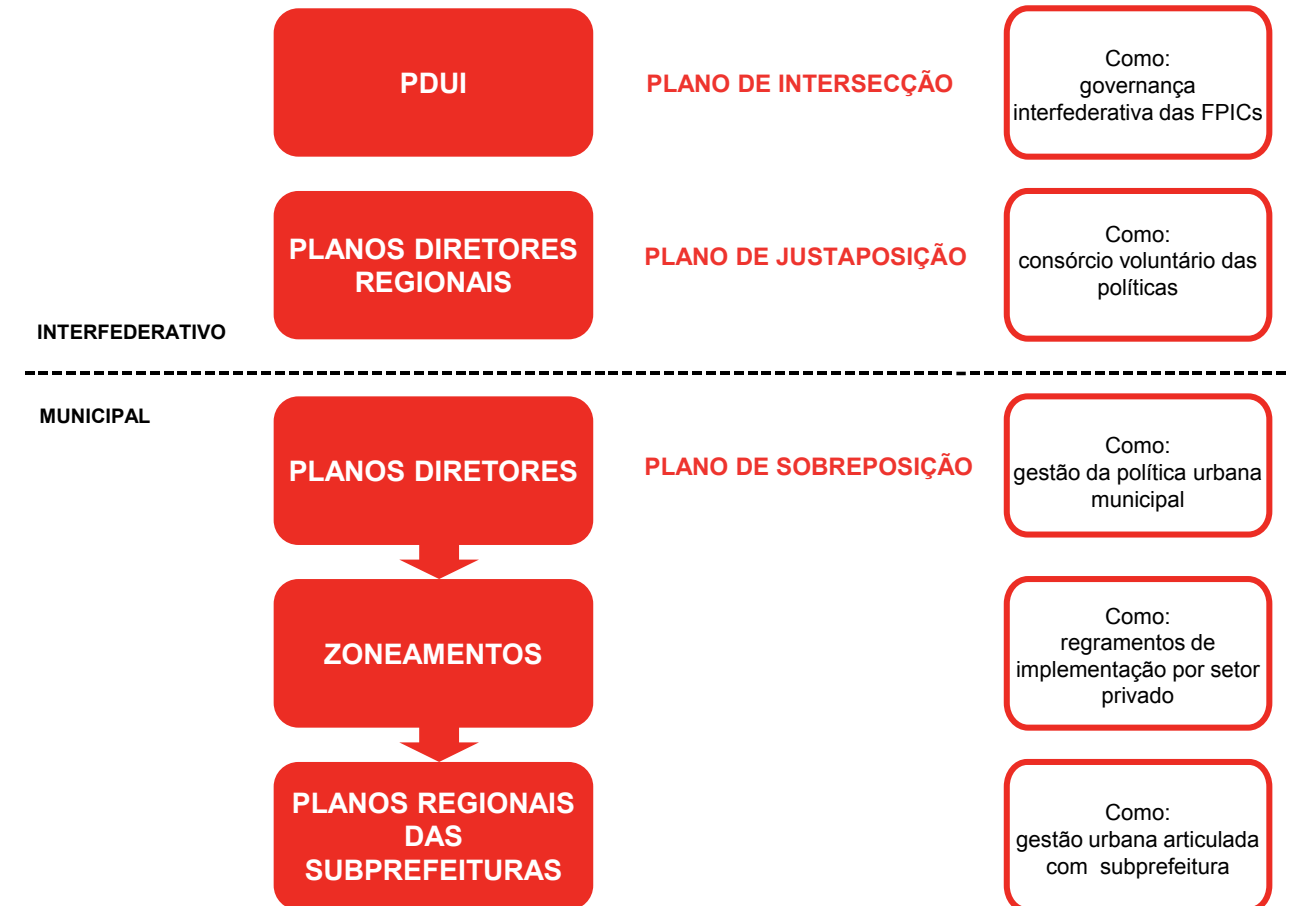 PDUI
PLANO DE INTERSECÇÃO
Como:
governança
interfederativa das FPICs
PLANOS DIRETORES
REGIONAIS
PLANO DE JUSTAPOSIÇÃO
Como:
consórcio voluntário das
políticas
INTERFEDERATIVO
MUNICIPAL
PLANOS DIRETORES
PLANO DE SOBREPOSIÇÃO
Como:
gestão da política urbana
municipal
ZONEAMENTOS
Como:
regramentos de
implementação por setor
privado
PLANOS REGIONAIS
DAS
SUBPREFEITURAS
Como:
gestão urbana articulada
com subprefeitura